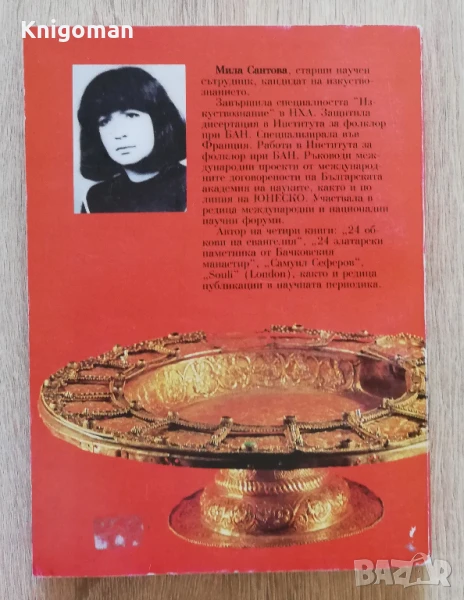 Knigoman
Мила Сантова, старши научен
сътрудник, кандидат на изкуство-
знанието.
Завършила специалността "Из-
куствознание" в НХА. Защитила
дисертация в Института за фолклор
при БАН. Специализирала във
Франция. Работи в Института за
фолклор при БАН. Ръководи меж-
дународни проекти от международ-
ните договорености на Българската
академия на науките, както и по
линия на ЮНЕСКО. Участвала в
редица международни и национални
научни форуми.
Автор на четири книги: „24 об-
кови на евангелия", „24 златарски
паметника от Бачковския
манастир", „Самуил Сеферов",
„Souli" (London), както и редица
публикации в научната периодика.
BAZAR